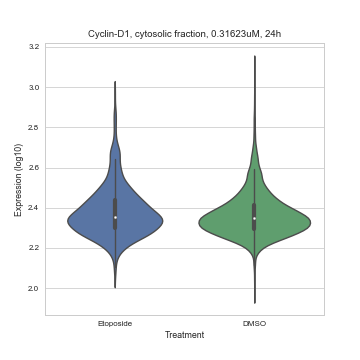 Cyclin-D1, cytosolic fraction, 0.31623uM, 24h
3.2
3.0
2.8
2.6
2.4
2.2
2.0
Expression (log10)
Etoposide
DMSO
Treatment